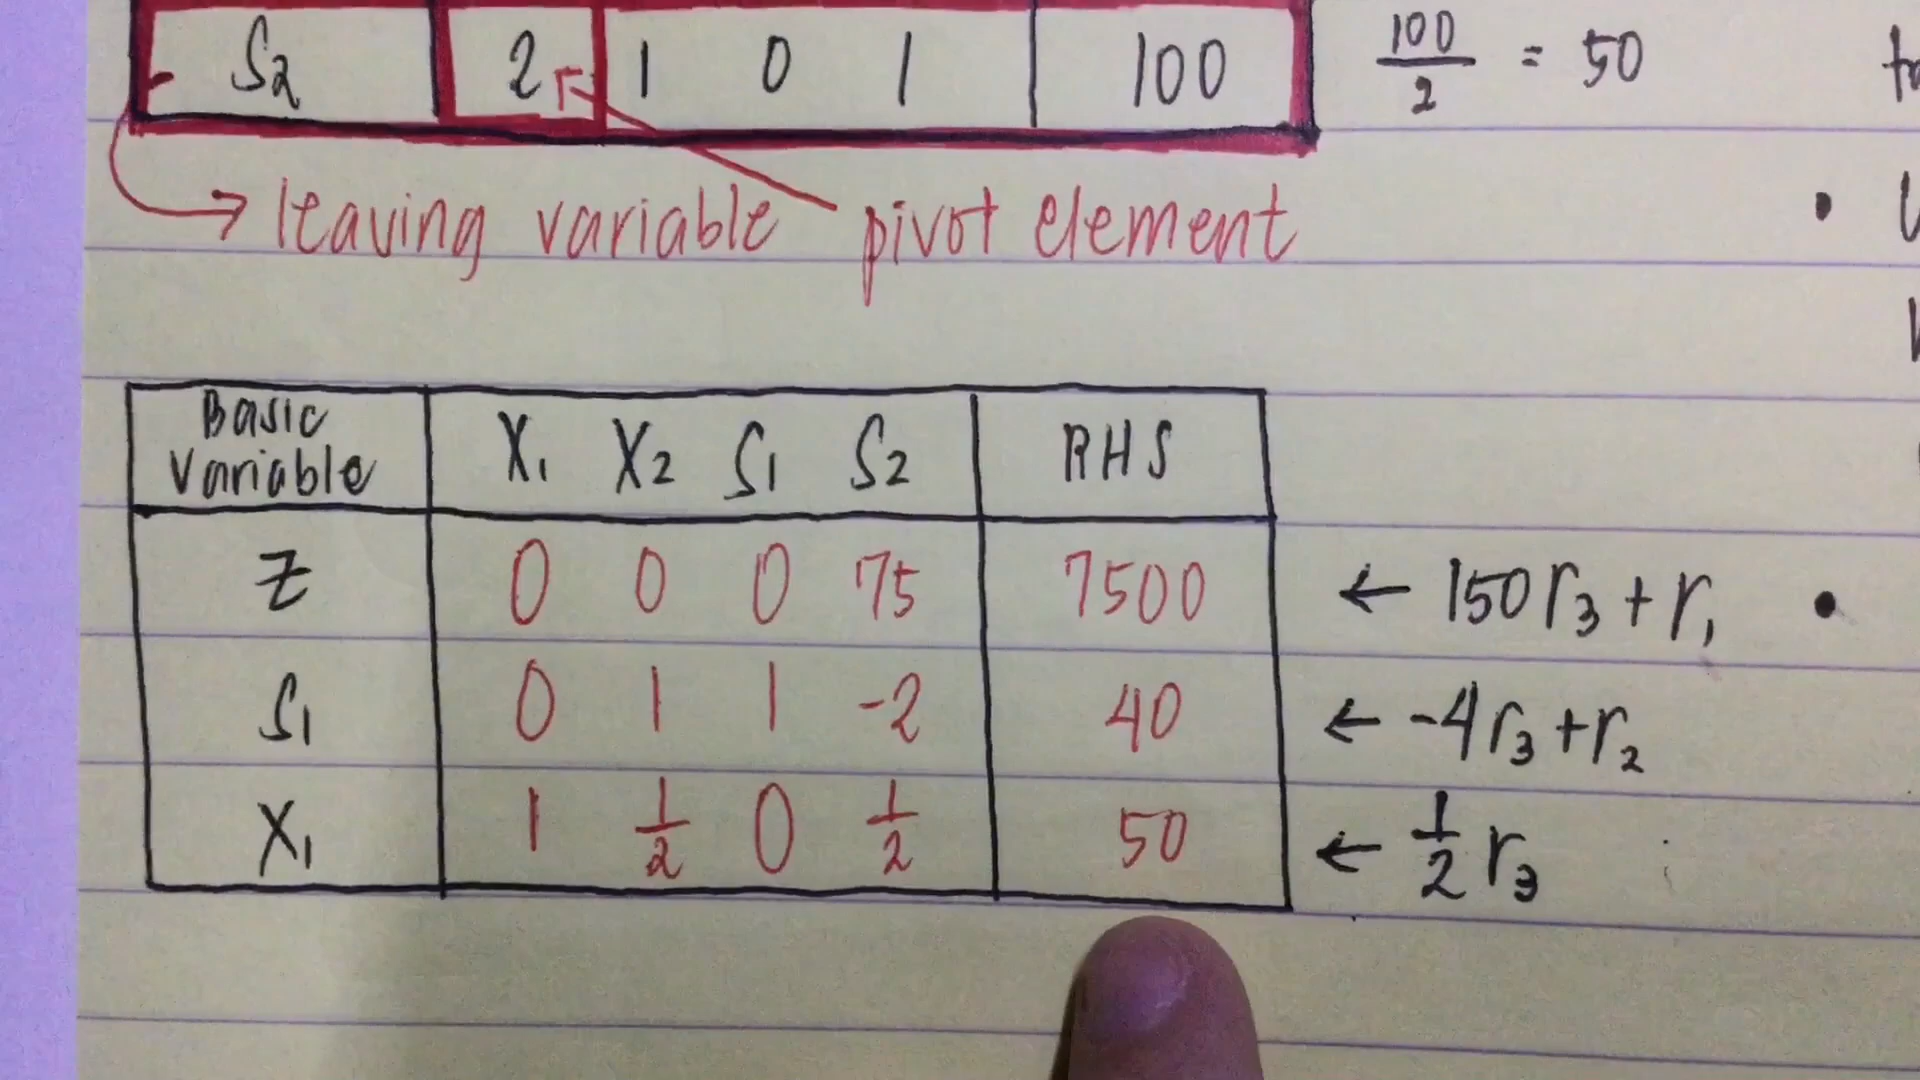 S2 2 1 0 1 100 100/2 = 50
→ leaving variable pivot element
Basic Variable X1 X2 S1 S2 RHS
Z 0 0 0 75 7500 ← 150r3 + r1
S1 0 1 1 -2 40 ← -4r3 + r2
X1 1 1/2 0 1/2 50 ← 1/2 r3